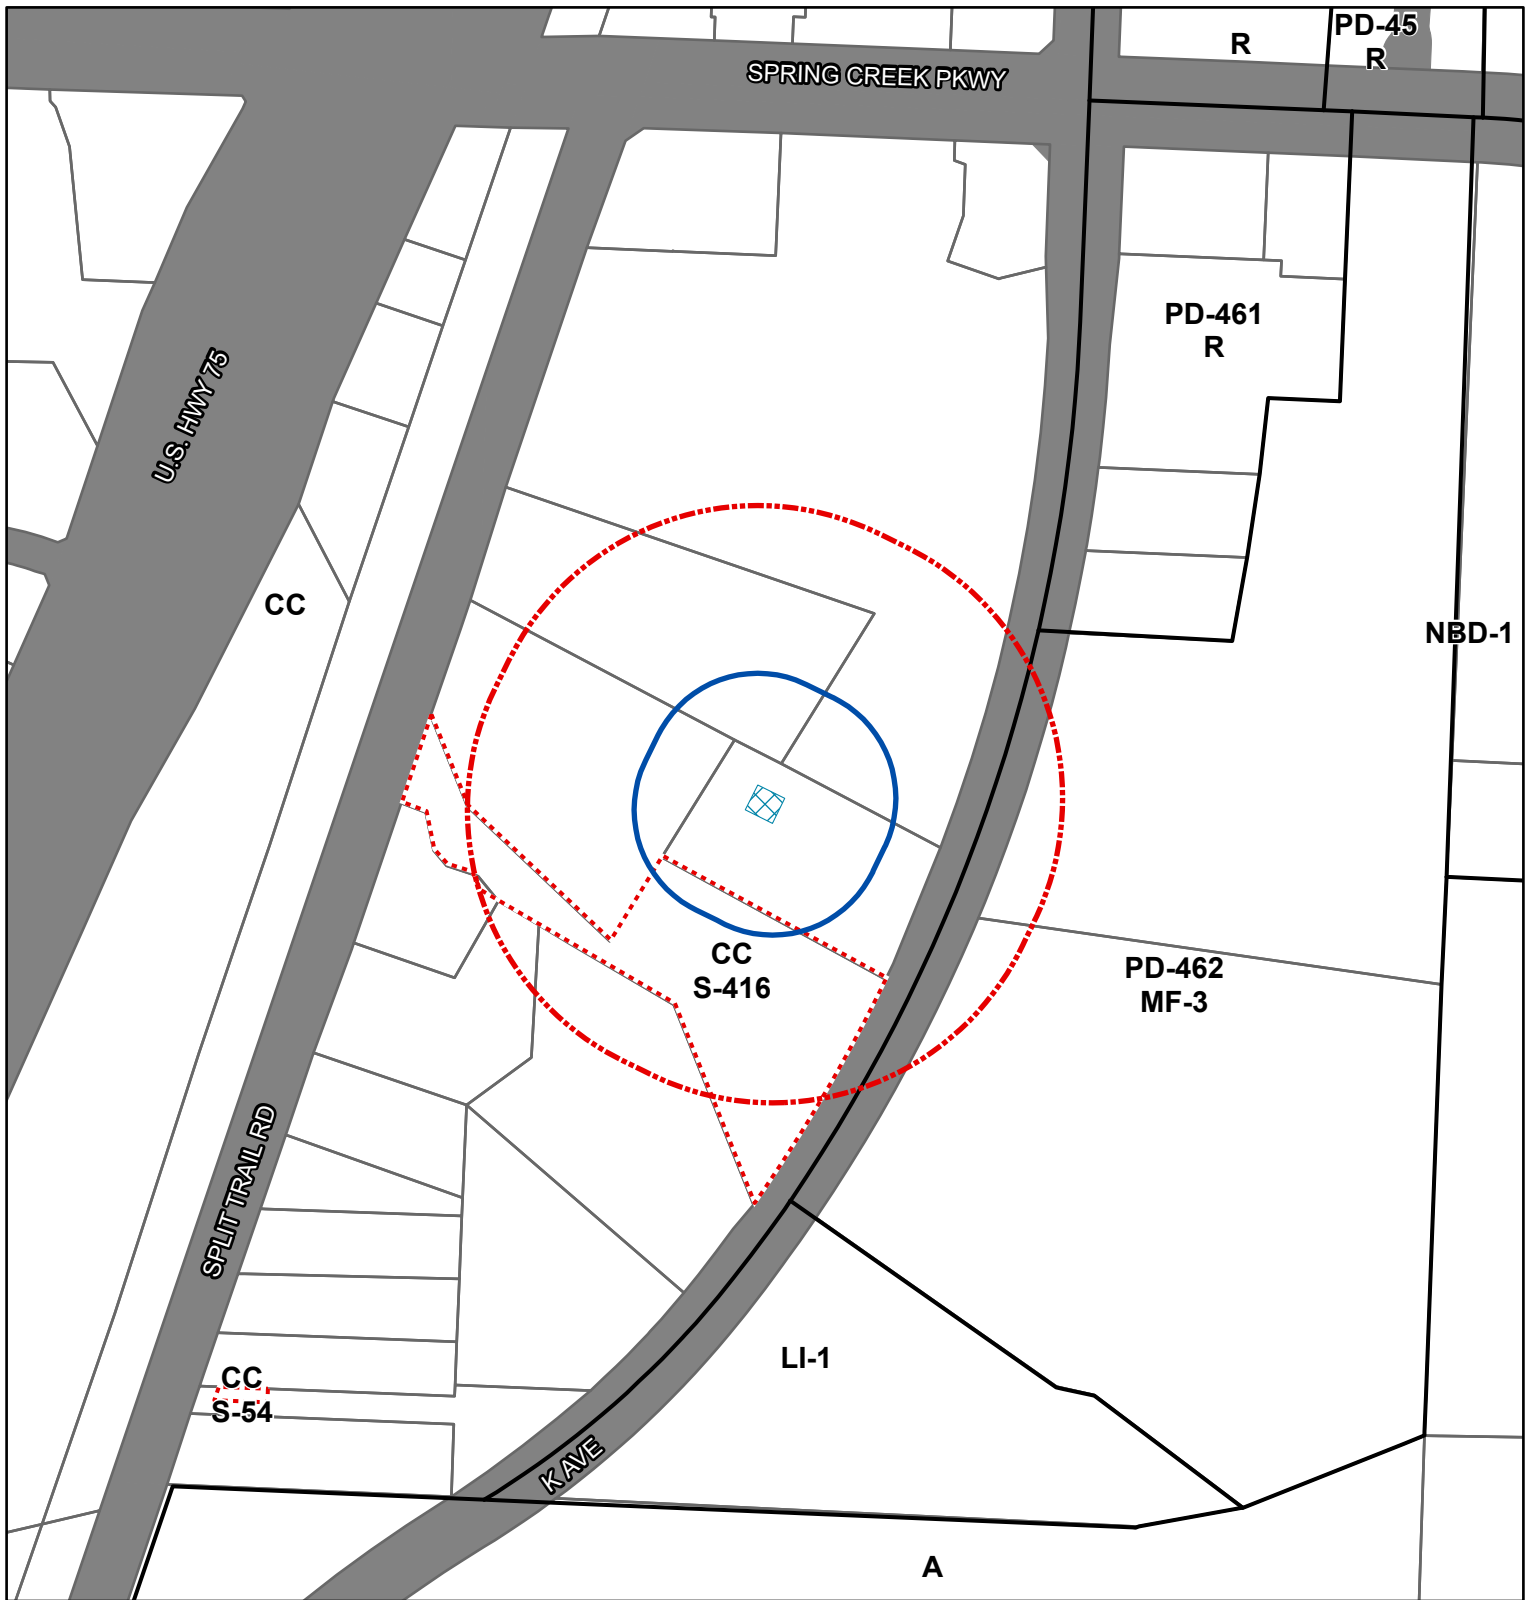 PD-45
R
R
SPRING CREEK PKWY
PD-461
R
U.S. HWY 75
CC
NBD-1
CC
S-416
PD-462
MF-3
SPLIT TRAIL RD
LI-1
CC
S-54
K AVE
A